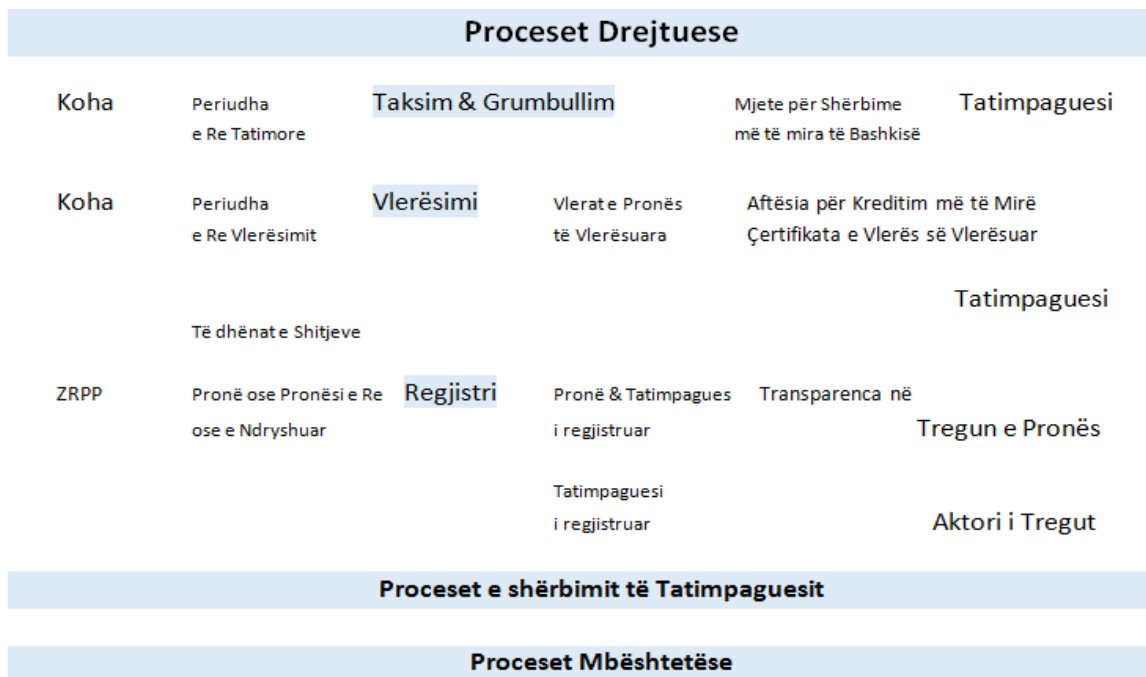 Proceset Drejtuese
Koha Periudha Taksim & Grumbullim Mjete për Shërbime Tatimpaguesi
e Re Tatimore më të mira të Bashkisë
Koha Periudha Vlerësimi Vlerat e Pronës Aftësia për Kreditim më të Mirë
e Re Vlerësimit të Vlerësuara Çertifikata e Vlerës së Vlerësuar
Tatimpaguesi
Të dhënat e Shitjeve
ZRPP Pronë ose Pronësi e Re Regjistri Pronë & Tatimpagues Transparenca në
ose e Ndryshuar i regjistruar Tregun e Pronës
Tatimpaguesi
i regjistruar Aktori i Tregut
Proceset e shërbimit të Tatimpaguesit
Proceset Mbështetëse